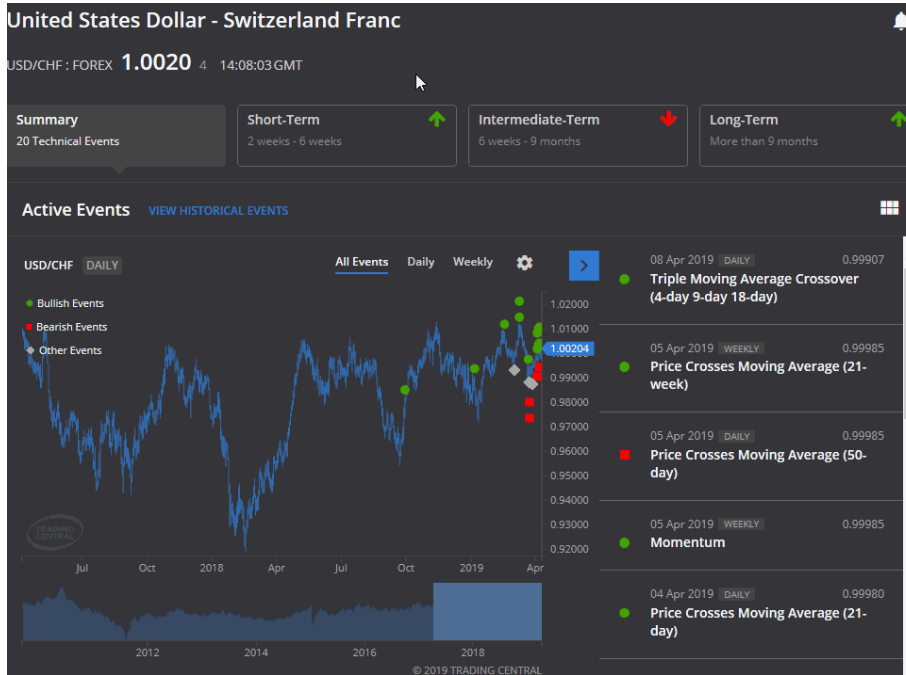 United States Dollar - Switzerland Franc
USD/CHF : FOREX 1.0020 4 14:08:03 GMT
Summary
20 Technical Events
Short-Term
2 weeks - 6 weeks
Intermediate-Term
6 weeks - 9 months
Long-Term
More than 9 months
Active Events VIEW HISTORICAL EVENTS
USD/CHF DAILY
All Events Daily Weekly
Bullish Events
Bearish Events
Other Events
1.02000
1.01000
1.00204
0.99000
0.98000
0.97000
0.96000
0.95000
0.94000
0.93000
0.92000
TRADING
CENTRAL
Jul Oct 2018 Apr Jul Oct 2019 Apr
2012 2014 2016 2018
© 2019 TRADING CENTRAL
08 Apr 2019 DAILY 0.99907
Triple Moving Average Crossover
(4-day 9-day 18-day)
05 Apr 2019 WEEKLY 0.99985
Price Crosses Moving Average (21-
week)
05 Apr 2019 DAILY 0.99985
Price Crosses Moving Average (50-
day)
05 Apr 2019 WEEKLY 0.99985
Momentum
04 Apr 2019 DAILY 0.99980
Price Crosses Moving Average (21-
day)